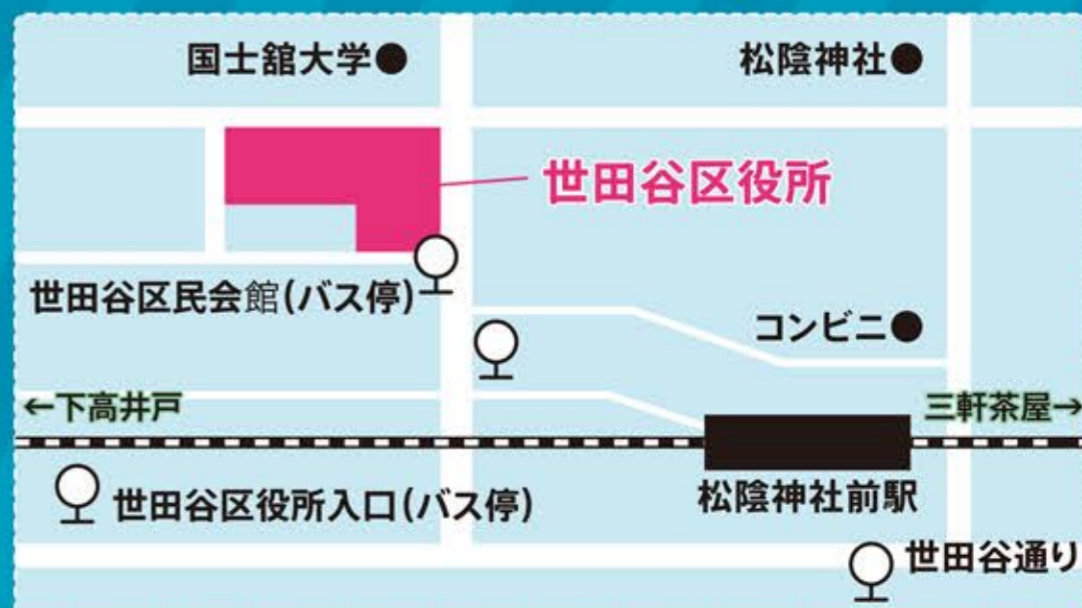 国士舘大学●
松陰神社●
世田谷区役所
世田谷区民会館(バス停)
コンビニ●
←下高井戸
三軒茶屋→
世田谷区役所入口(バス停)
松陰神社前駅
世田谷通り